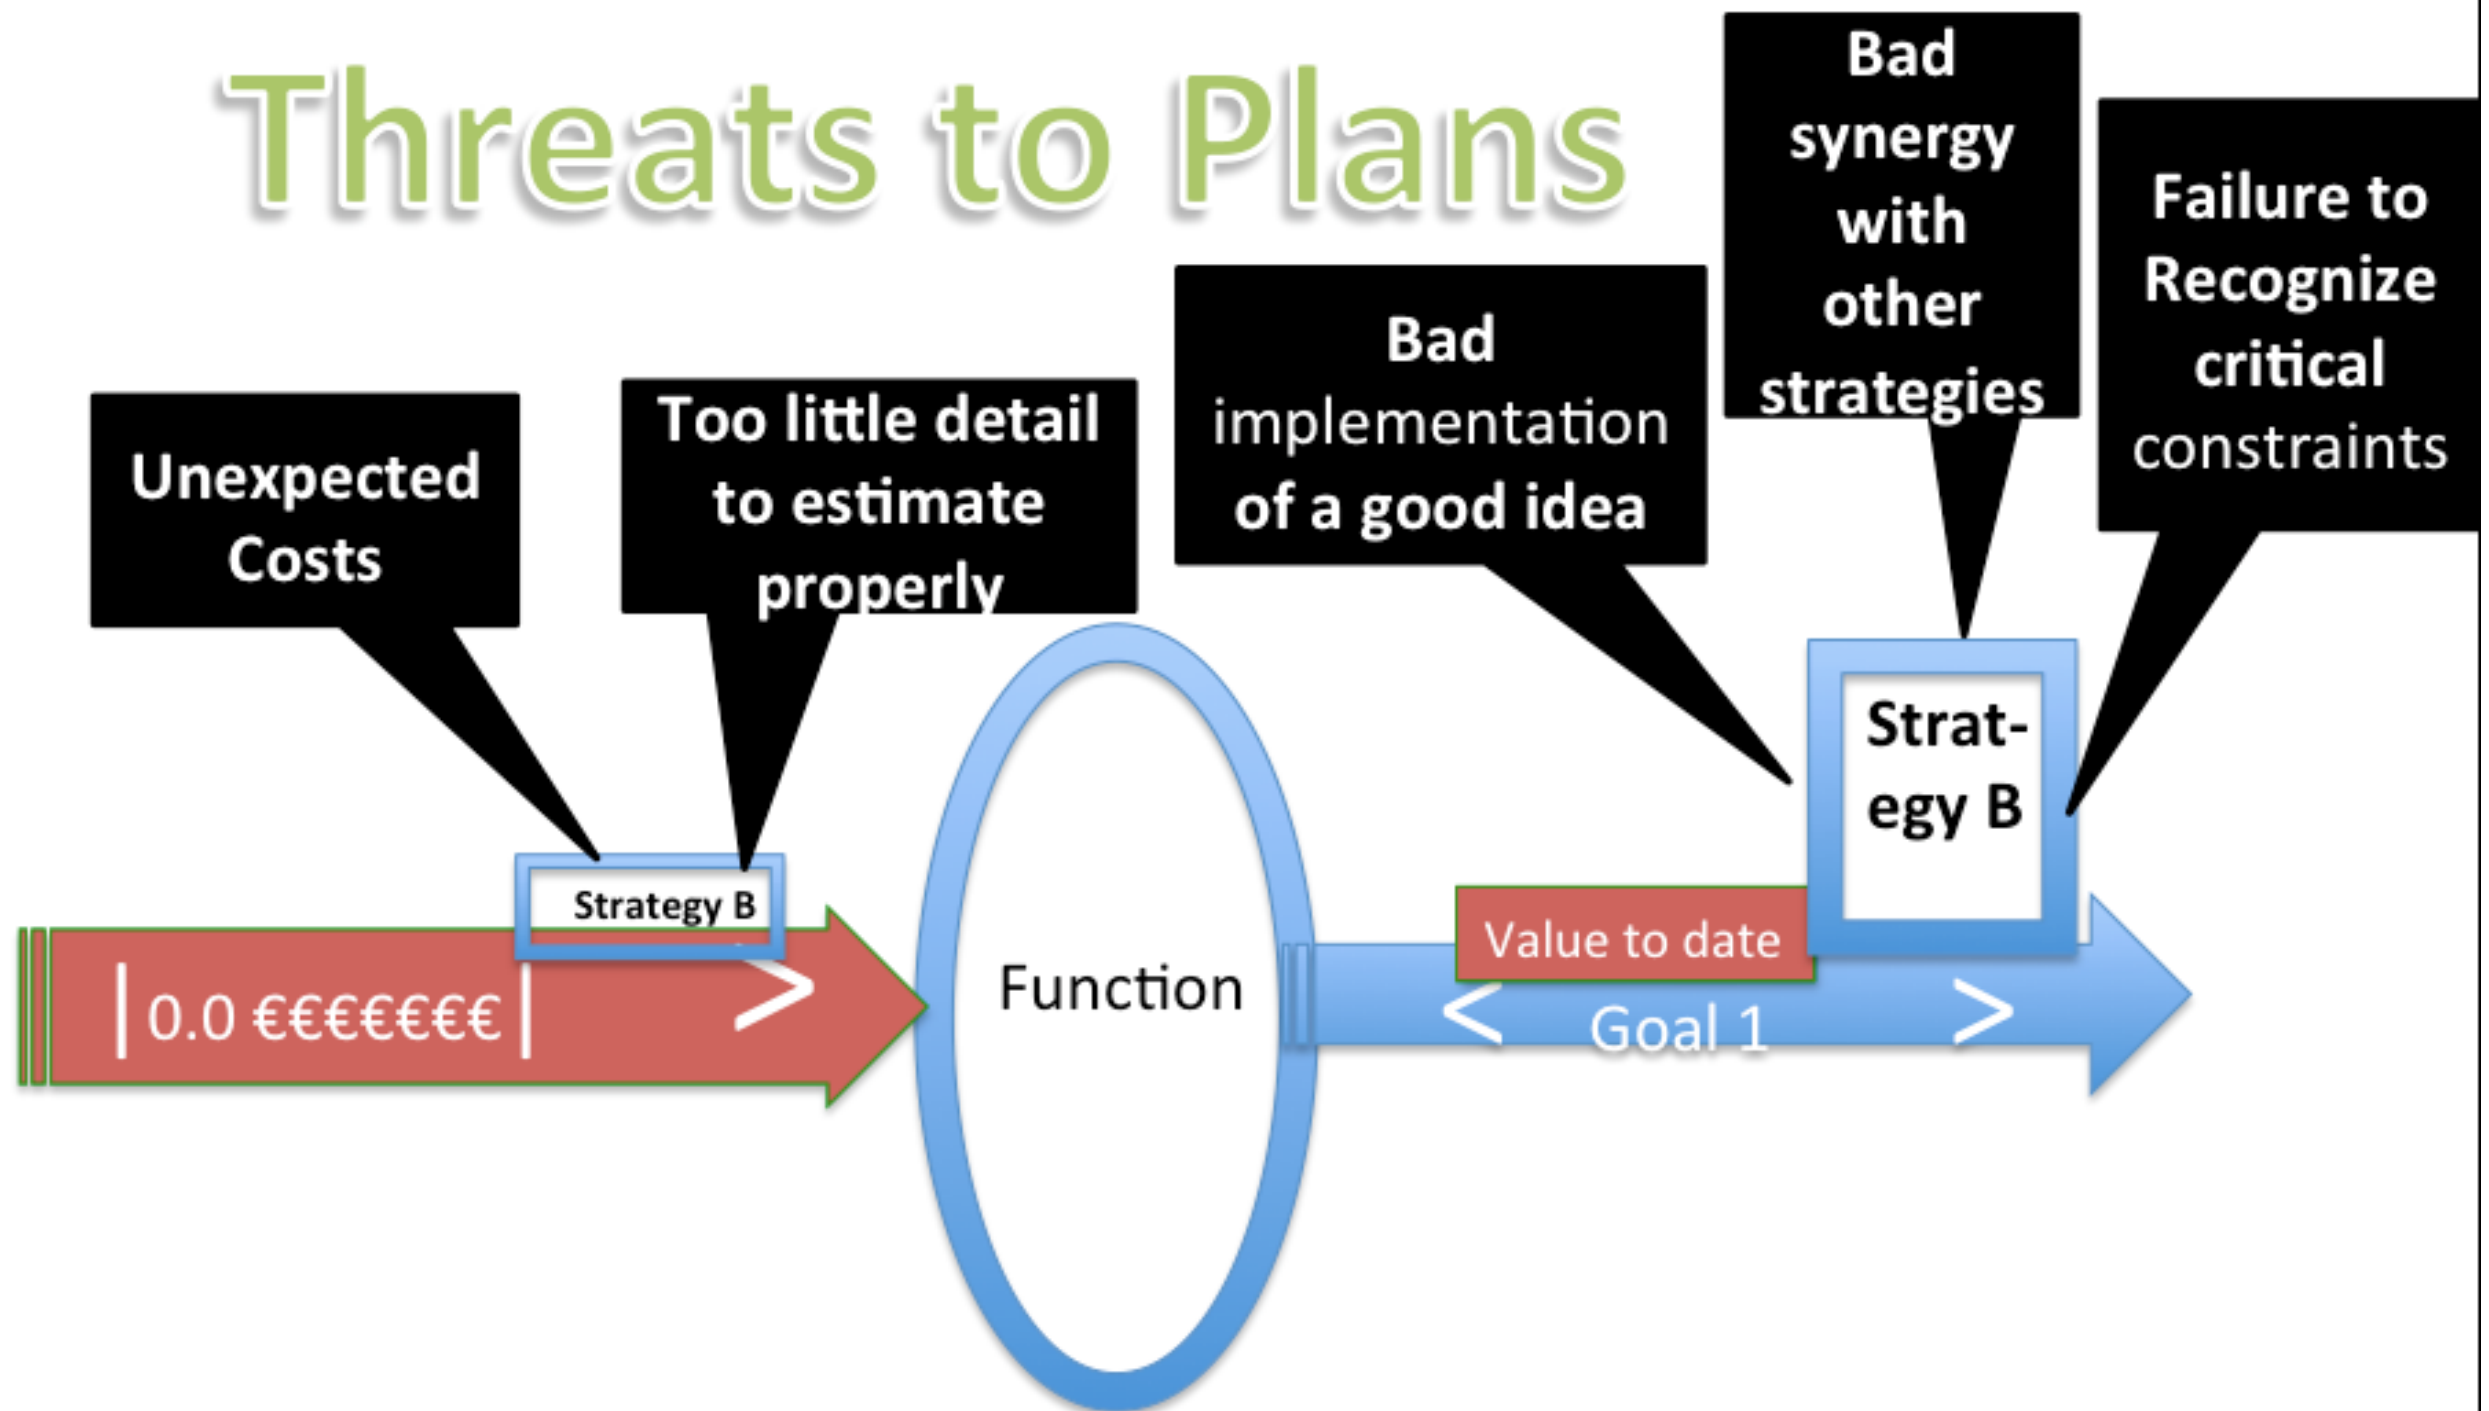 Threats to Plans
Unexpected
Costs
Too little detail
to estimate
properly
Bad
implementation
of a good idea
Bad
synergy
with
other
strategies
Failure to
Recognize
critical
constraints
Strategy B
|0.0 €€€€€€€| >
Function
Value to date
Strat-
egy B
< Goal 1 >